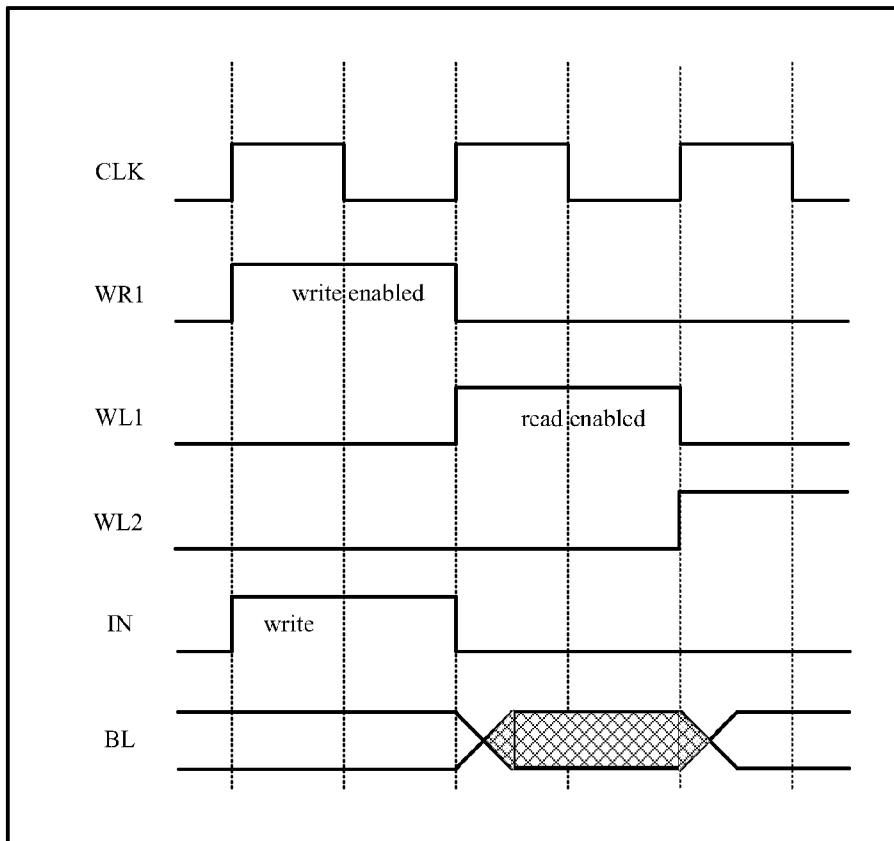 CLK
WR1
write enabled
WL1
read enabled
WL2
IN
write
BL